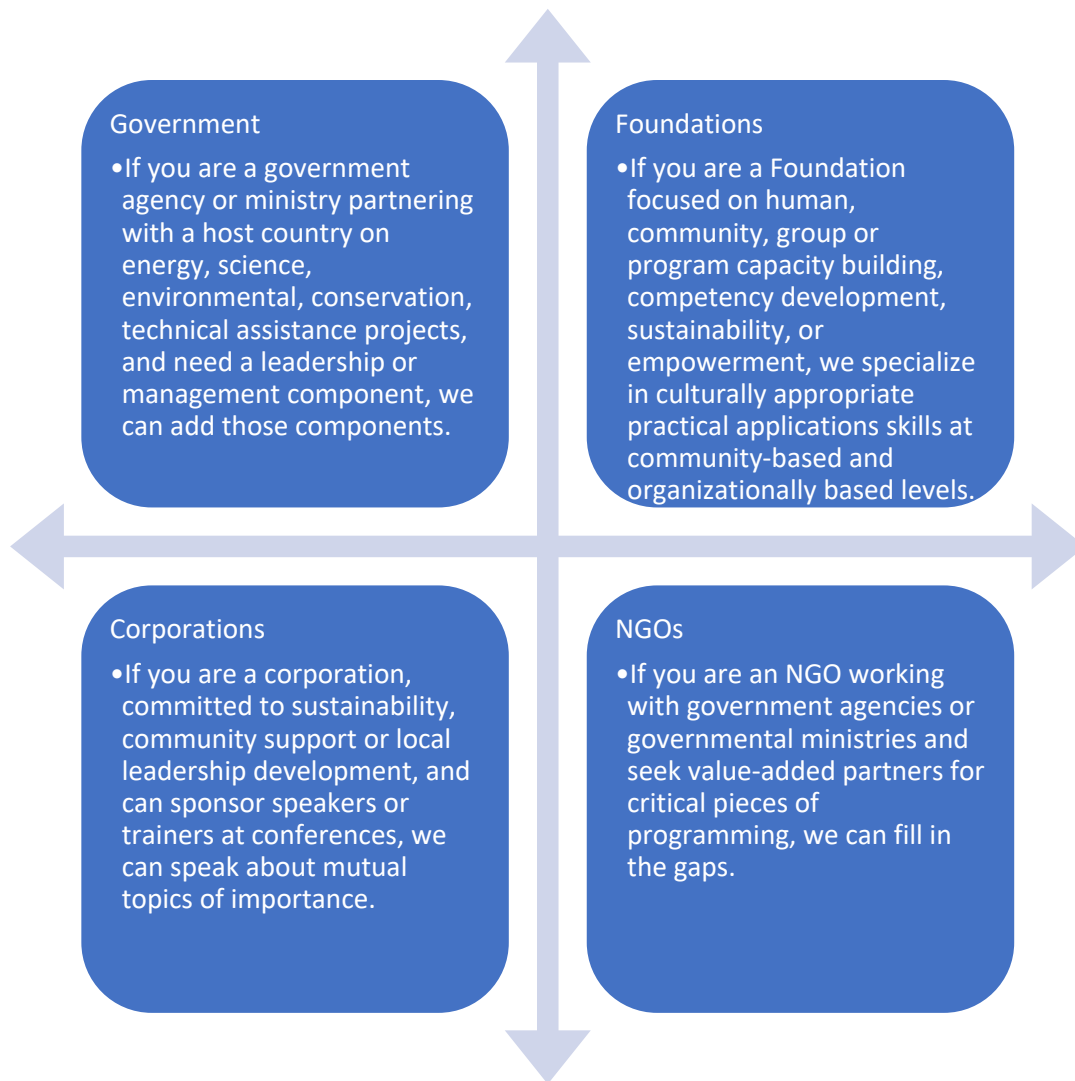 Government
•If you are a government
agency or ministry partnering
with a host country on
energy, science,
environmental, conservation,
technical assistance projects,
and need a leadership or
management component, we
can add those components.
Foundations
•If you are a Foundation
focused on human,
community, group or
program capacity building,
competency development,
sustainability, or
empowerment, we specialize
in culturally appropriate
practical applications skills at
community-based and
organizationally based levels.
Corporations
•If you are a corporation,
committed to sustainability,
community support or local
leadership development, and
can sponsor speakers or
trainers at conferences, we
can speak about mutual
topics of importance.
NGOs
•If you are an NGO working
with government agencies or
governmental ministries and
seek value-added partners for
critical pieces of
programming, we can fill in
the gaps.